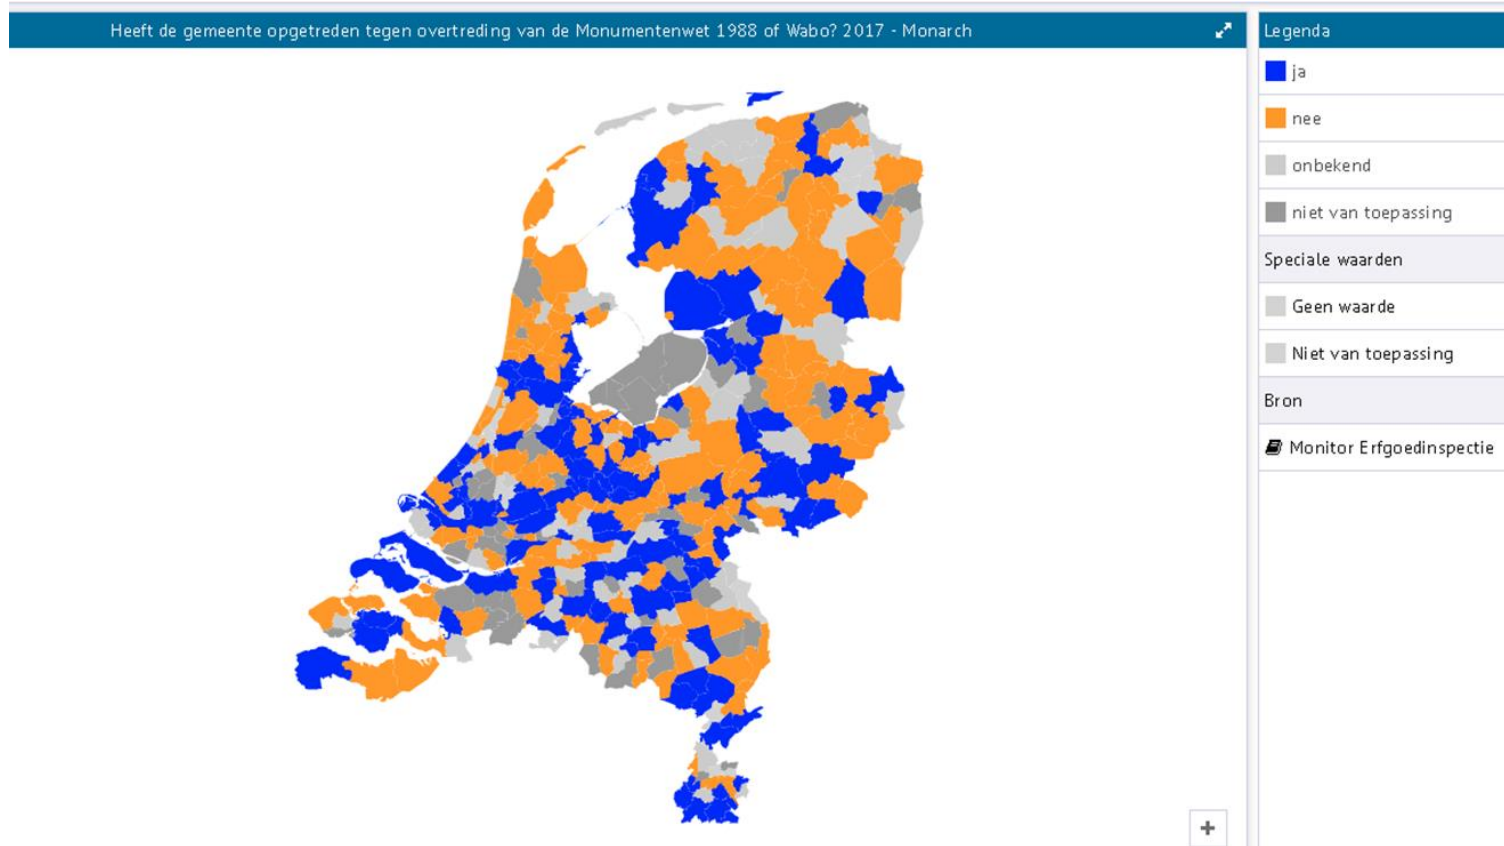 Heeft de gemeente opgetreden tegen overtreding van de Monumentenwet 1988 of Wabo? 2017 - Monarch
Legenda
ja
nee
onbekend
niet van toepassing
Speciale waarden
Geen waarde
Niet van toepassing
Bron
Monitor Erfgoedinspectie
+